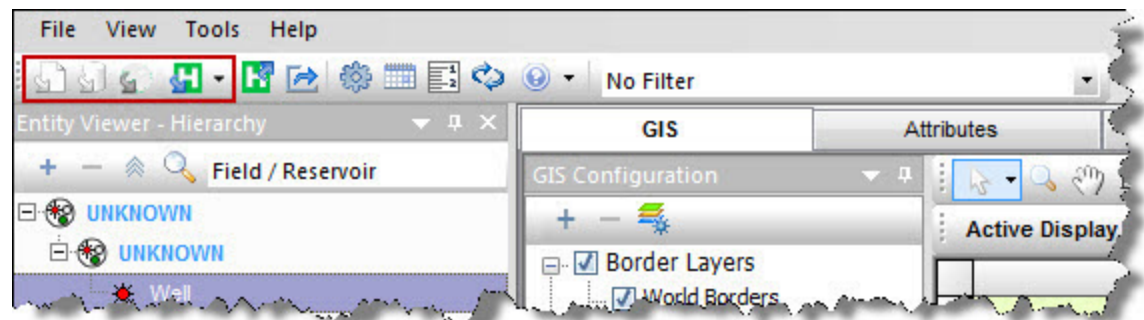 File View Tools Help
No Filter
Entity Viewer - Hierarchy
GIS
Attributes
Field / Reservoir
GIS Configuration
UNKNOWN
UNKNOWN
Active Display
Border Layers
Well
World Borders